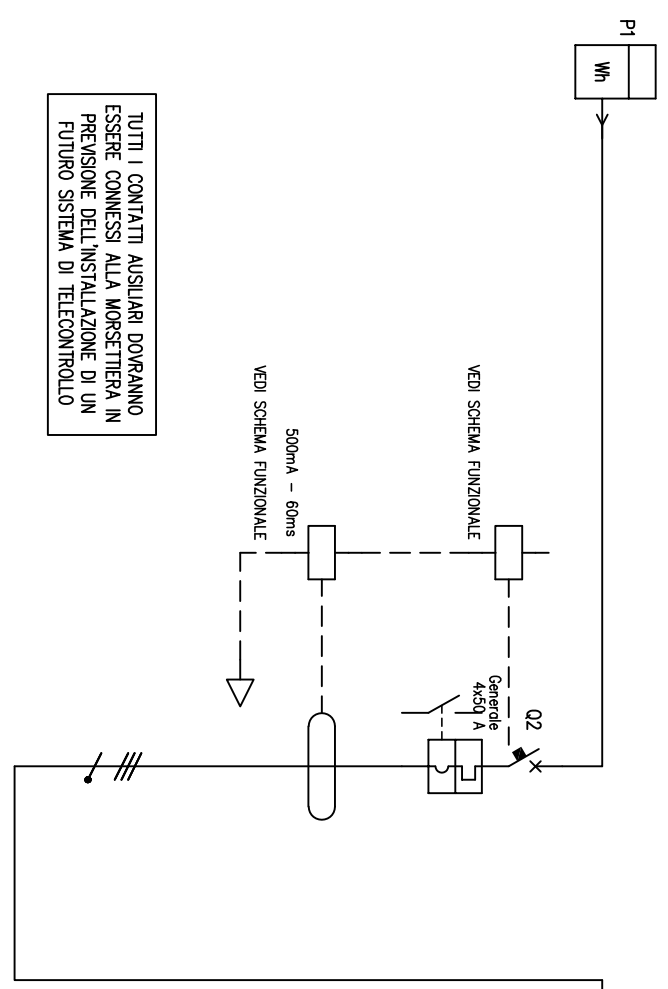 P1
Wh
TUTTI I CONTATTI AUSILIARI DOVRANNO
ESSERE CONNESSI ALLA MORSETTIERA IN
PREVISIONE DELL'INSTALLAZIONE DI UN
FUTURO SISTEMA DI TELECONTROLLO
VEDI SCHEMA FUNZIONALE
500mA - 60ms
VEDI SCHEMA FUNZIONALE
Q2
Generale
4x50 A